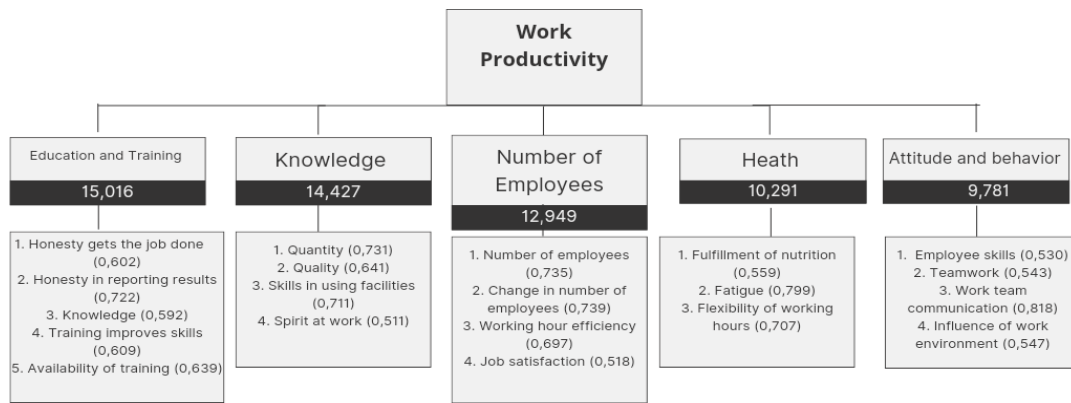 Work
Productivity
Education and Training
15,016
1. Honesty gets the job done
(0,602)
2. Honesty in reporting results
(0,722)
3. Knowledge (0,592)
4. Training improves skills
(0,609)
5. Availability of training (0,639)
Knowledge
14,427
1. Quantity (0,731)
2. Quality (0,641)
3. Skills in using facilities
(0,711)
4. Spirit at work (0,511)
Number of
Employees
12,949
1. Number of employees
(0,735)
2. Change in number of
employees (0,739)
3. Working hour efficiency
(0,697)
4. Job satisfaction (0,518)
Heath
10,291
1. Fulfillment of nutrition
(0,559)
2. Fatigue (0,799)
3. Flexibility of working
hours (0,707)
Attitude and behavior
9,781
1. Employee skills (0,530)
2. Teamwork (0,543)
3. Work team
communication (0,818)
4. Influence of work
environment (0,547)